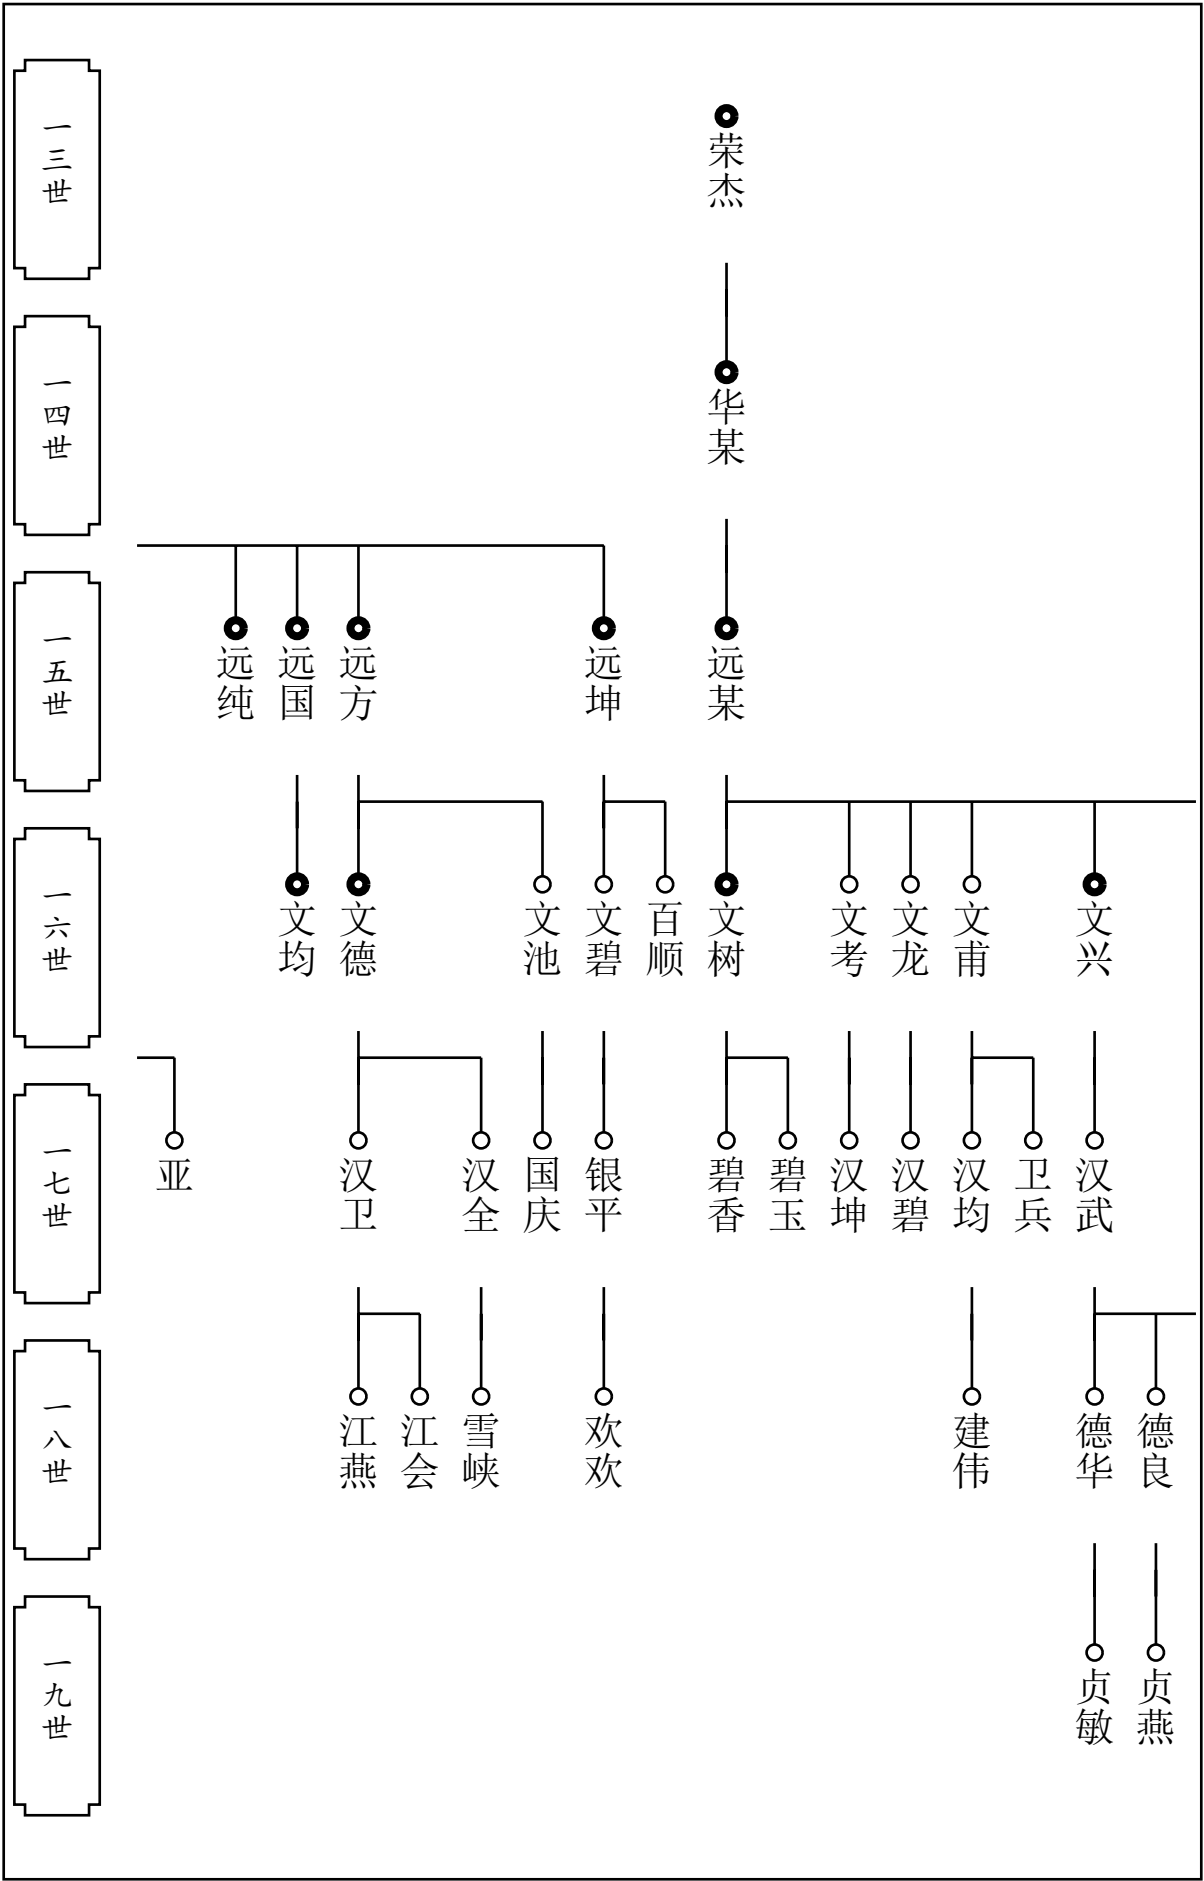 一三世
荣杰
一四世
华某
一五世
远纯
远国
远方
远坤
远某
一六世
文均
文德
文池
文碧
百顺
文树
文考
文龙
文甫
文兴
一七世
亚
汉卫
汉全
国庆
银平
碧香
碧玉
汉坤
汉碧
汉均
卫兵
汉武
一八世
江燕
江会
雪峡
欢欢
建伟
德华
德良
一九世
贞敏
贞燕